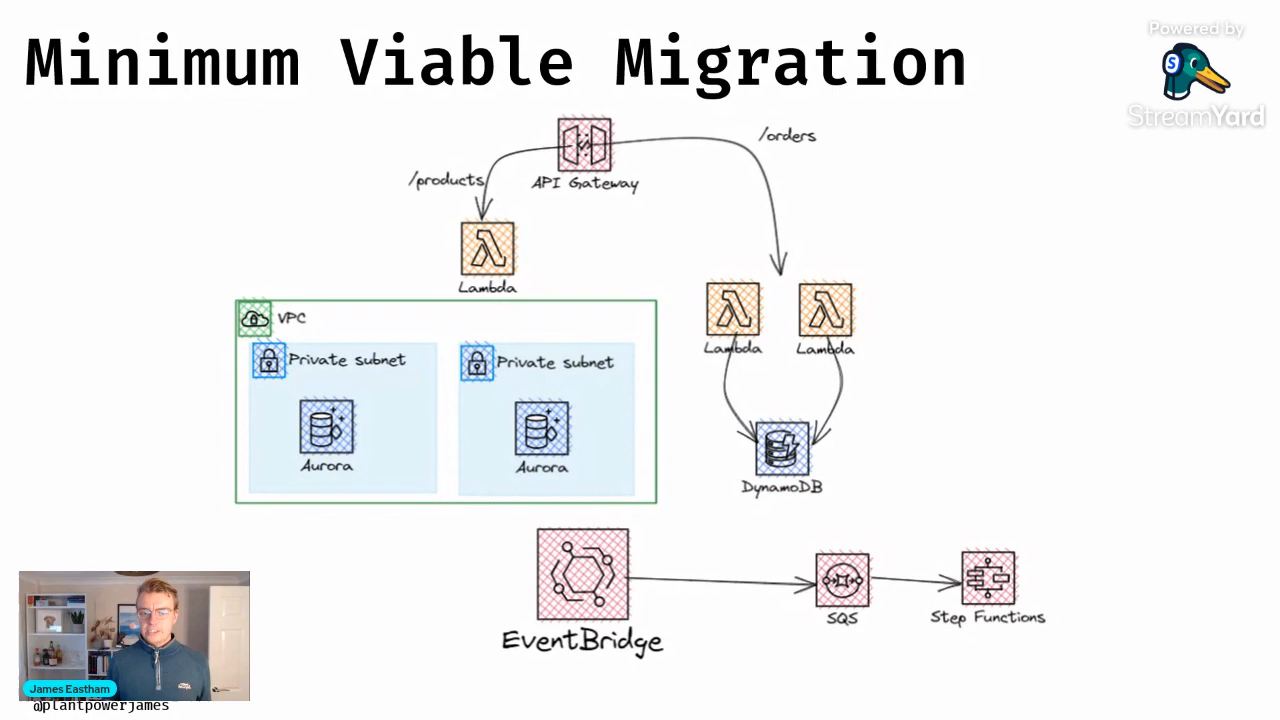 Minimum Viable Migration
Powered by
StreamYard
/orders
/products
API Gateway
Lambda
VPC
Private subnet
Private subnet
Aurora
Aurora
Lambda
Lambda
DynamoDB
EventBridge
SQS
Step Functions
James Eastham
@plantpowerjames